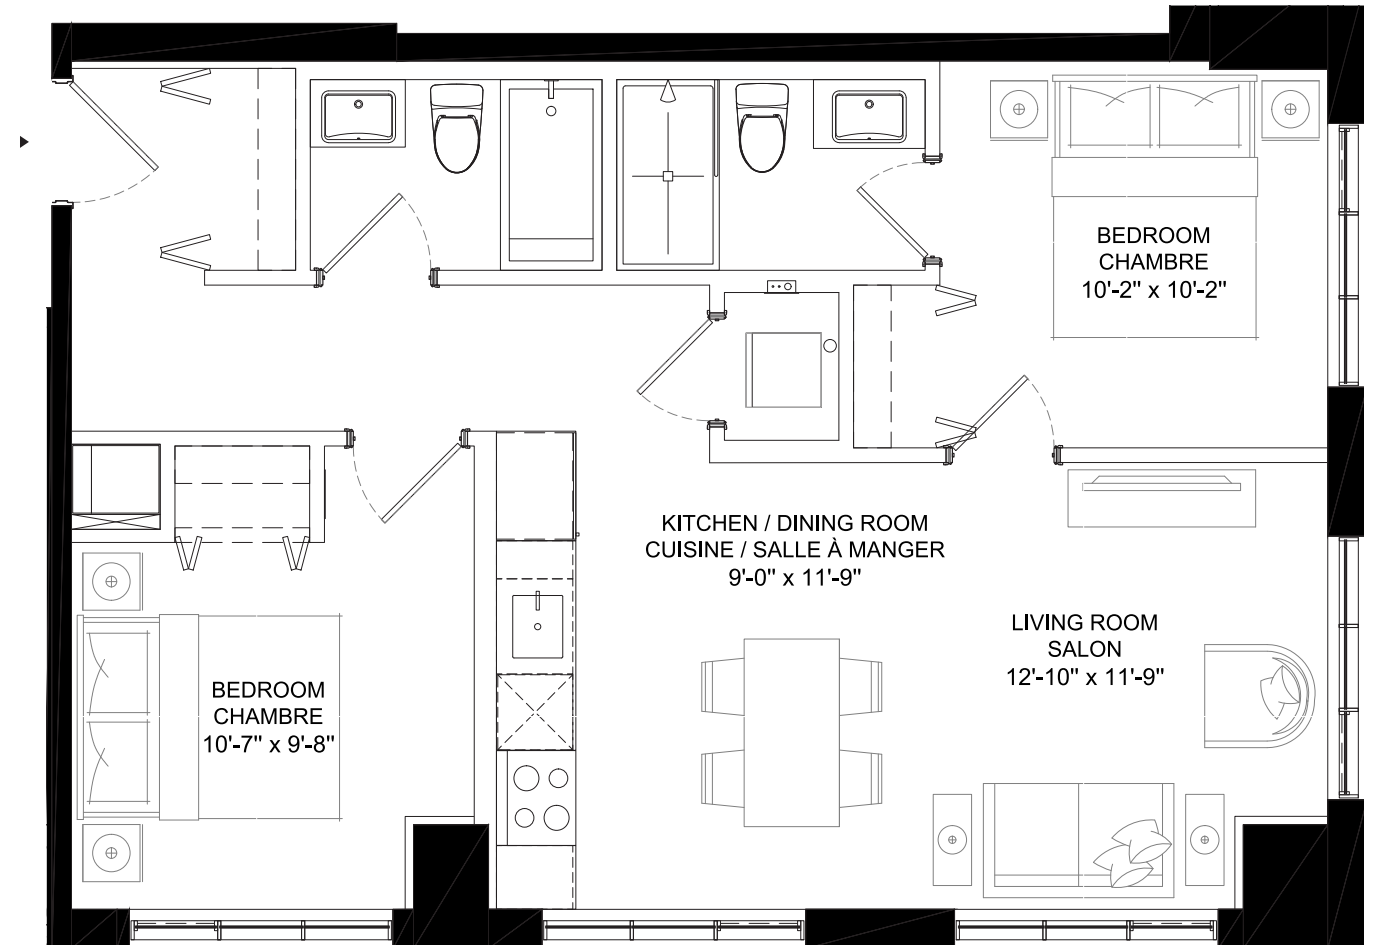 BEDROOM
CHAMBRE
10'-2" x 10'-2"
KITCHEN / DINING ROOM
CUISINE / SALLE À MANGER
9'-0" x 11'-9"
LIVING ROOM
SALON
12'-10" x 11'-9"
BEDROOM
CHAMBRE
10'-7" x 9'-8"